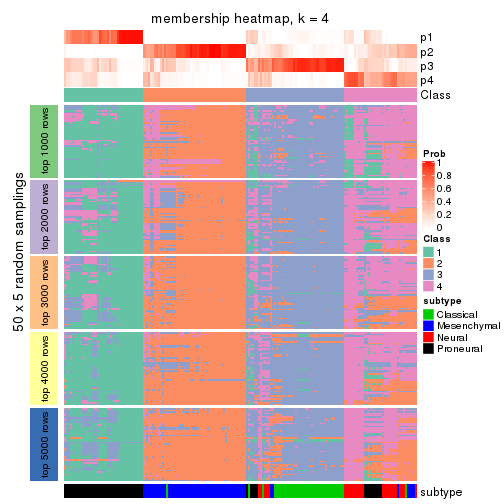 membership heatmap, k = 4
p1
p2
p3
p4
Class
50 x 5 random samplings
top 1000 rows
top 2000 rows
top 3000 rows
top 4000 rows
top 5000 rows
subtype
Prob
1
0.8
0.6
0.4
0.2
0
Class
1
2
3
4
subtype
Classical
Mesenchymal
Neural
Proneural